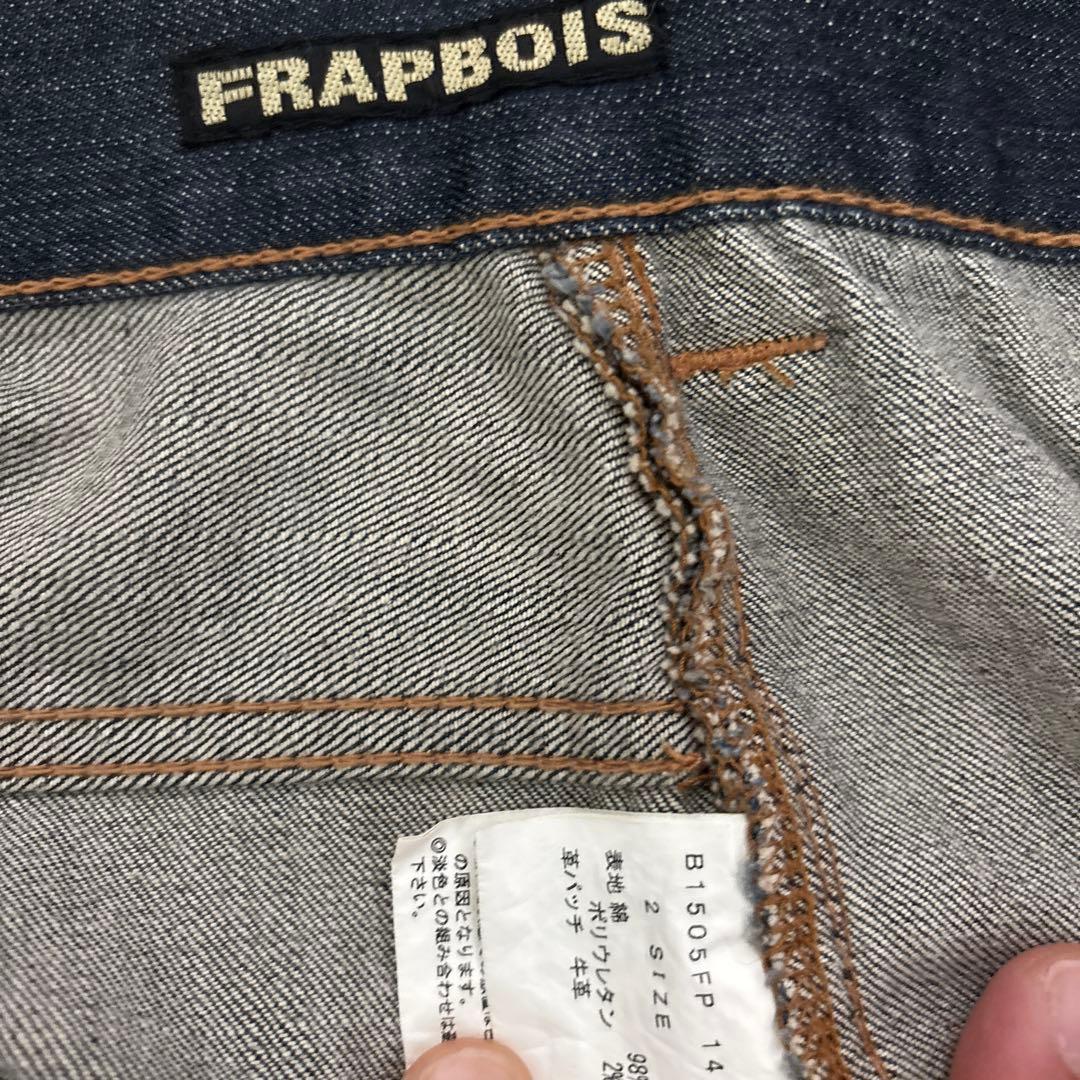 FRAPBOIS
B1505FP 14
2 SIZE
表地 綿 98%
ポリウレタン 2%
革パッチ 牛革
の原因となります。
◎淡色との組み合わせは
下さい。